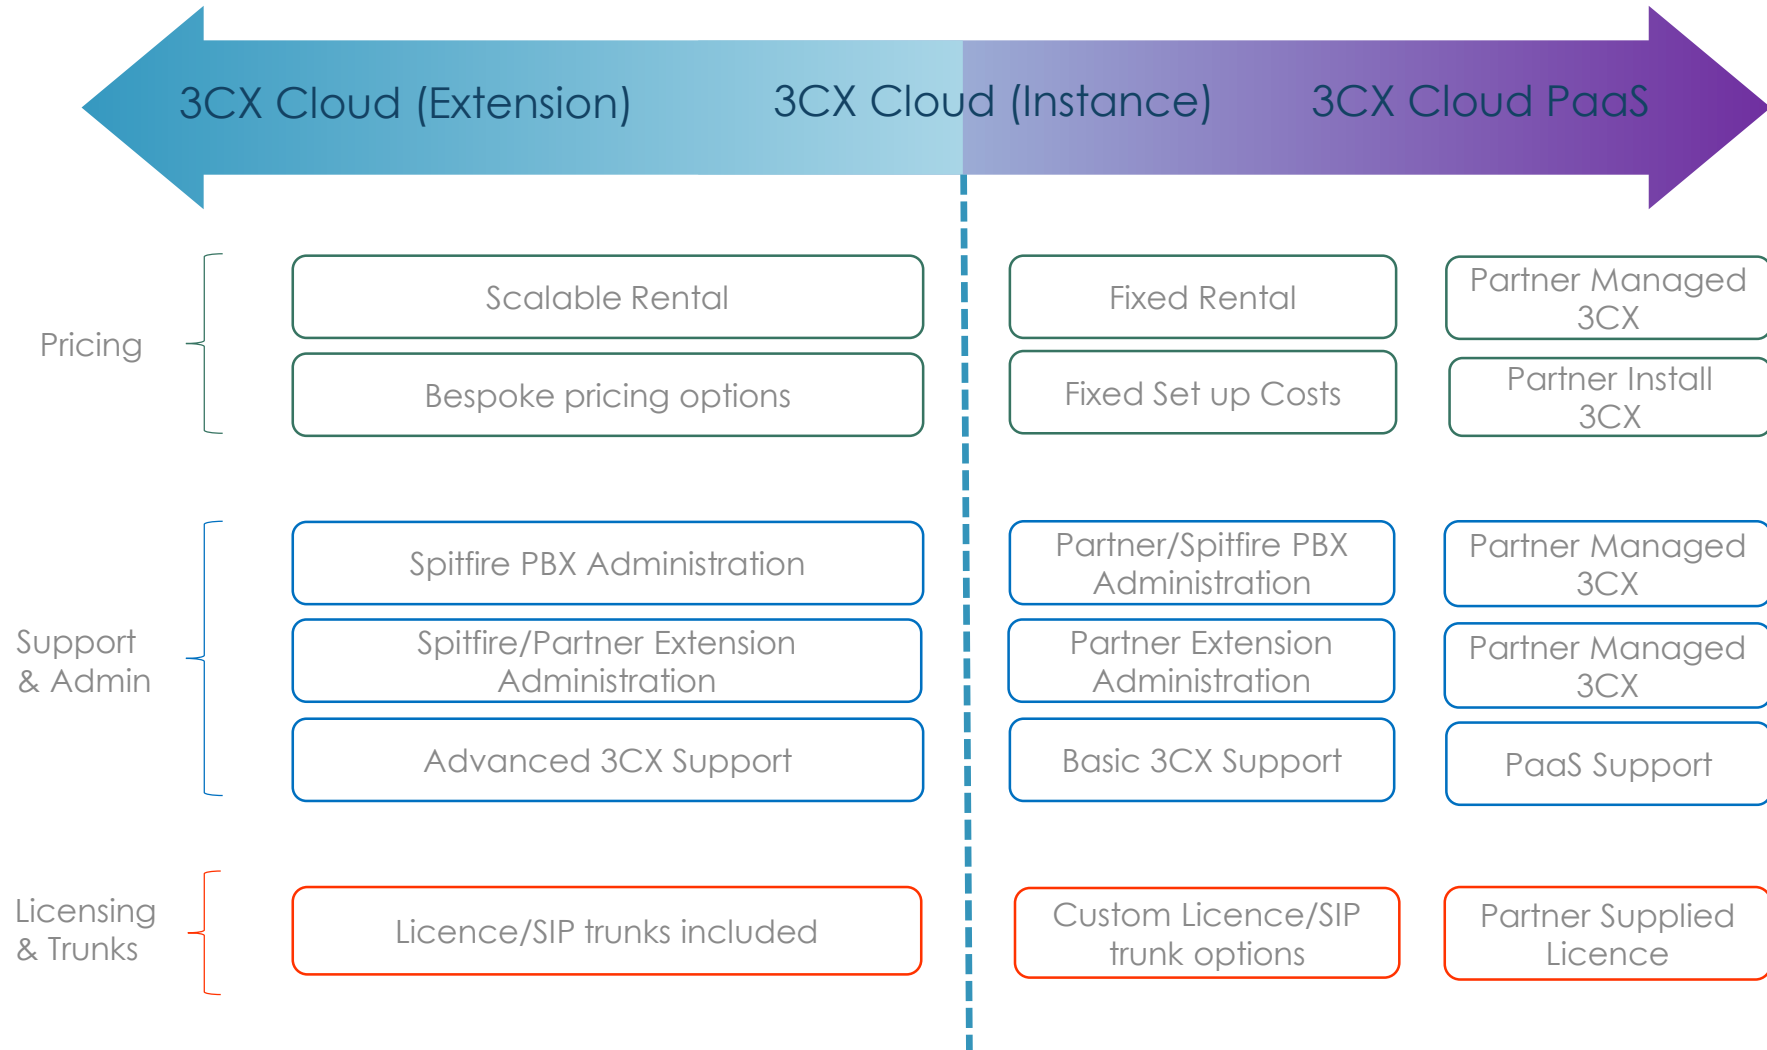 3CX Cloud (Extension)
3CX Cloud (Instance)
3CX Cloud PaaS
Pricing
Scalable Rental
Fixed Rental
Partner Managed
3CX
Bespoke pricing options
Fixed Set up Costs
Partner Install
3CX
Support
& Admin
Spitfire PBX Administration
Partner/Spitfire PBX
Administration
Partner Managed
3CX
Spitfire/Partner Extension
Administration
Partner Extension
Administration
Partner Managed
3CX
Advanced 3CX Support
Basic 3CX Support
PaaS Support
Licensing
& Trunks
Licence/SIP trunks included
Custom Licence/SIP
trunk options
Partner Supplied
Licence